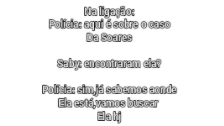 Na ligação:
Polícia: aqui é sobre o caso
Da Soares
Saby: encontraram ela?
Polícia: sim,já sabemos aonde
Ela está,vamos buscar
Ela hj